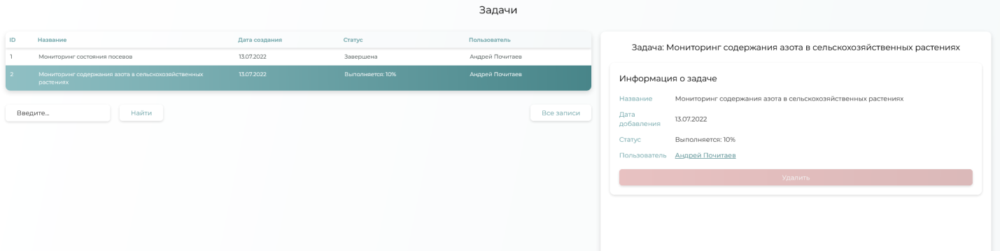 Задачи
ID Название Дата создания Статус Пользователь
1 Мониторинг состояния посевов 13.07.2022 Завершена Андрей Почитаев
2 Мониторинг содержания азота в сельскохозяйственных 13.07.2022 Выполняется: 10% Андрей Почитаев
растениях
Введите... Найти Все записи
Задача: Мониторинг содержания азота в сельскохозяйственных растениях
Информация о задаче
Название Мониторинг содержания азота в сельскохозяйственных растениях
Дата
добавления 13.07.2022
Статус Выполняется: 10%
Пользователь Андрей Почитаев
Удалить